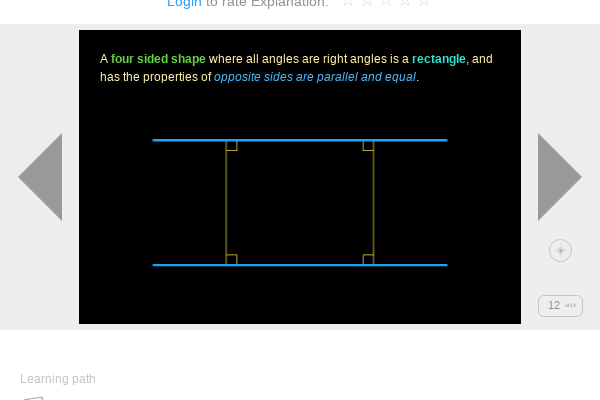 Login to rate Explanation:
A four sided shape where all angles are right angles is a rectangle, and
has the properties of opposite sides are parallel and equal.
12
Learning path